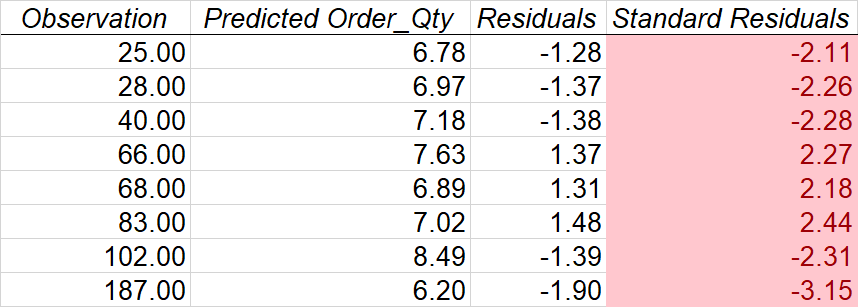 Observation Predicted Order_Qty Residuals Standard Residuals
25.00 6.78 -1.28 -2.11
28.00 6.97 -1.37 -2.26
40.00 7.18 -1.38 -2.28
66.00 7.63 1.37 2.27
68.00 6.89 1.31 2.18
83.00 7.02 1.48 2.44
102.00 8.49 -1.39 -2.31
187.00 6.20 -1.90 -3.15